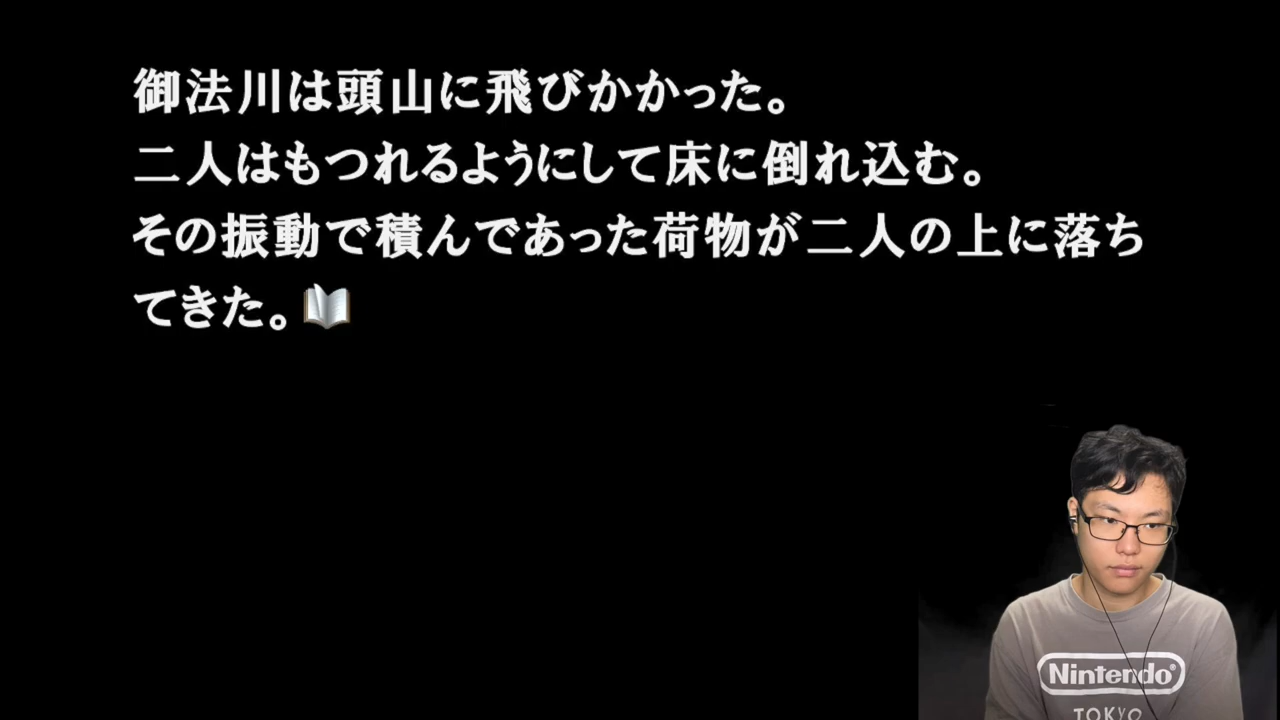 御法川は頭山に飛びかかった。
二人はもつれるようにして床に倒れ込む。
その振動で積んであった荷物が二人の上に落ち
てきた。
Nintendo®
TOKYO